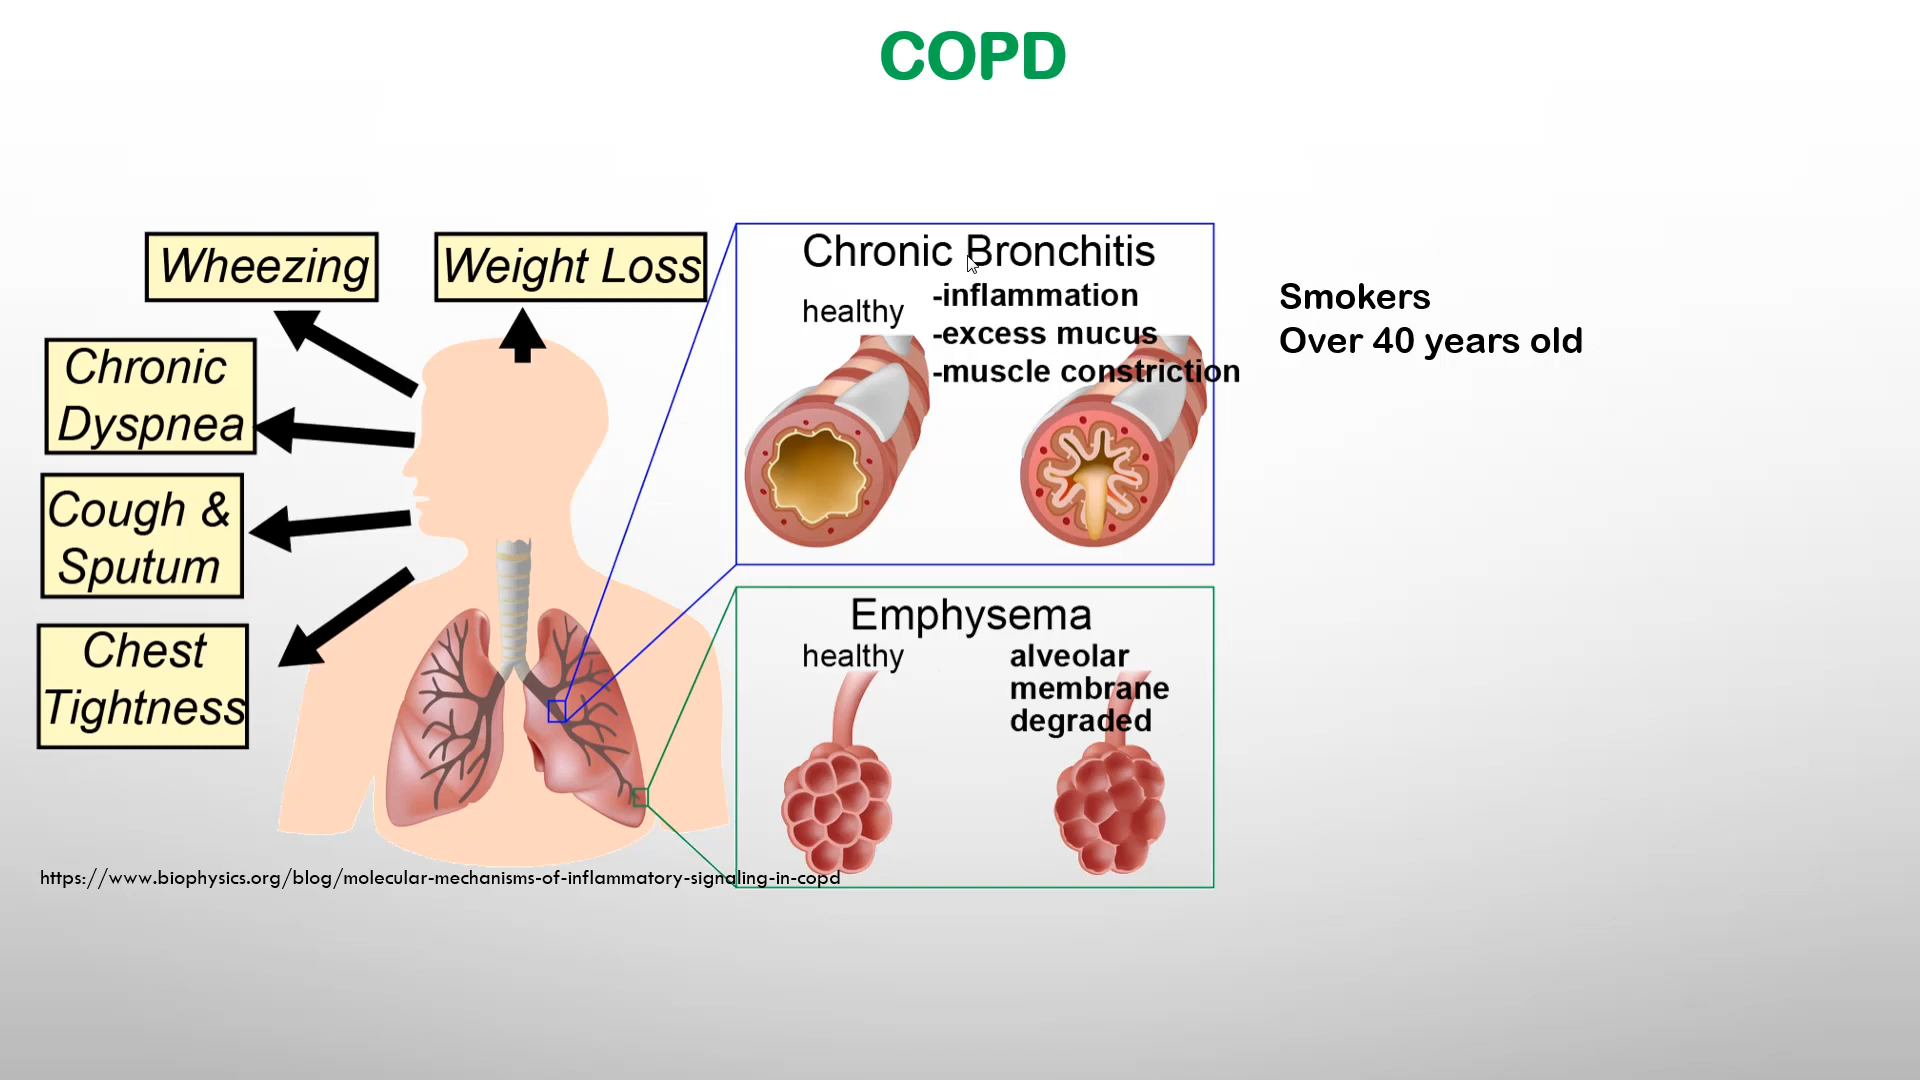 COPD
Wheezing
Weight Loss
Chronic
Dyspnea
Cough &
Sputum
Chest
Tightness
Chronic Bronchitis
healthy
-inflammation
-excess mucus
-muscle constriction
Emphysema
healthy
alveolar
membrane
degraded
Smokers
Over 40 years old
https://www.biophysics.org/blog/molecular-mechanisms-of-inflammatory-signaling-in-copd